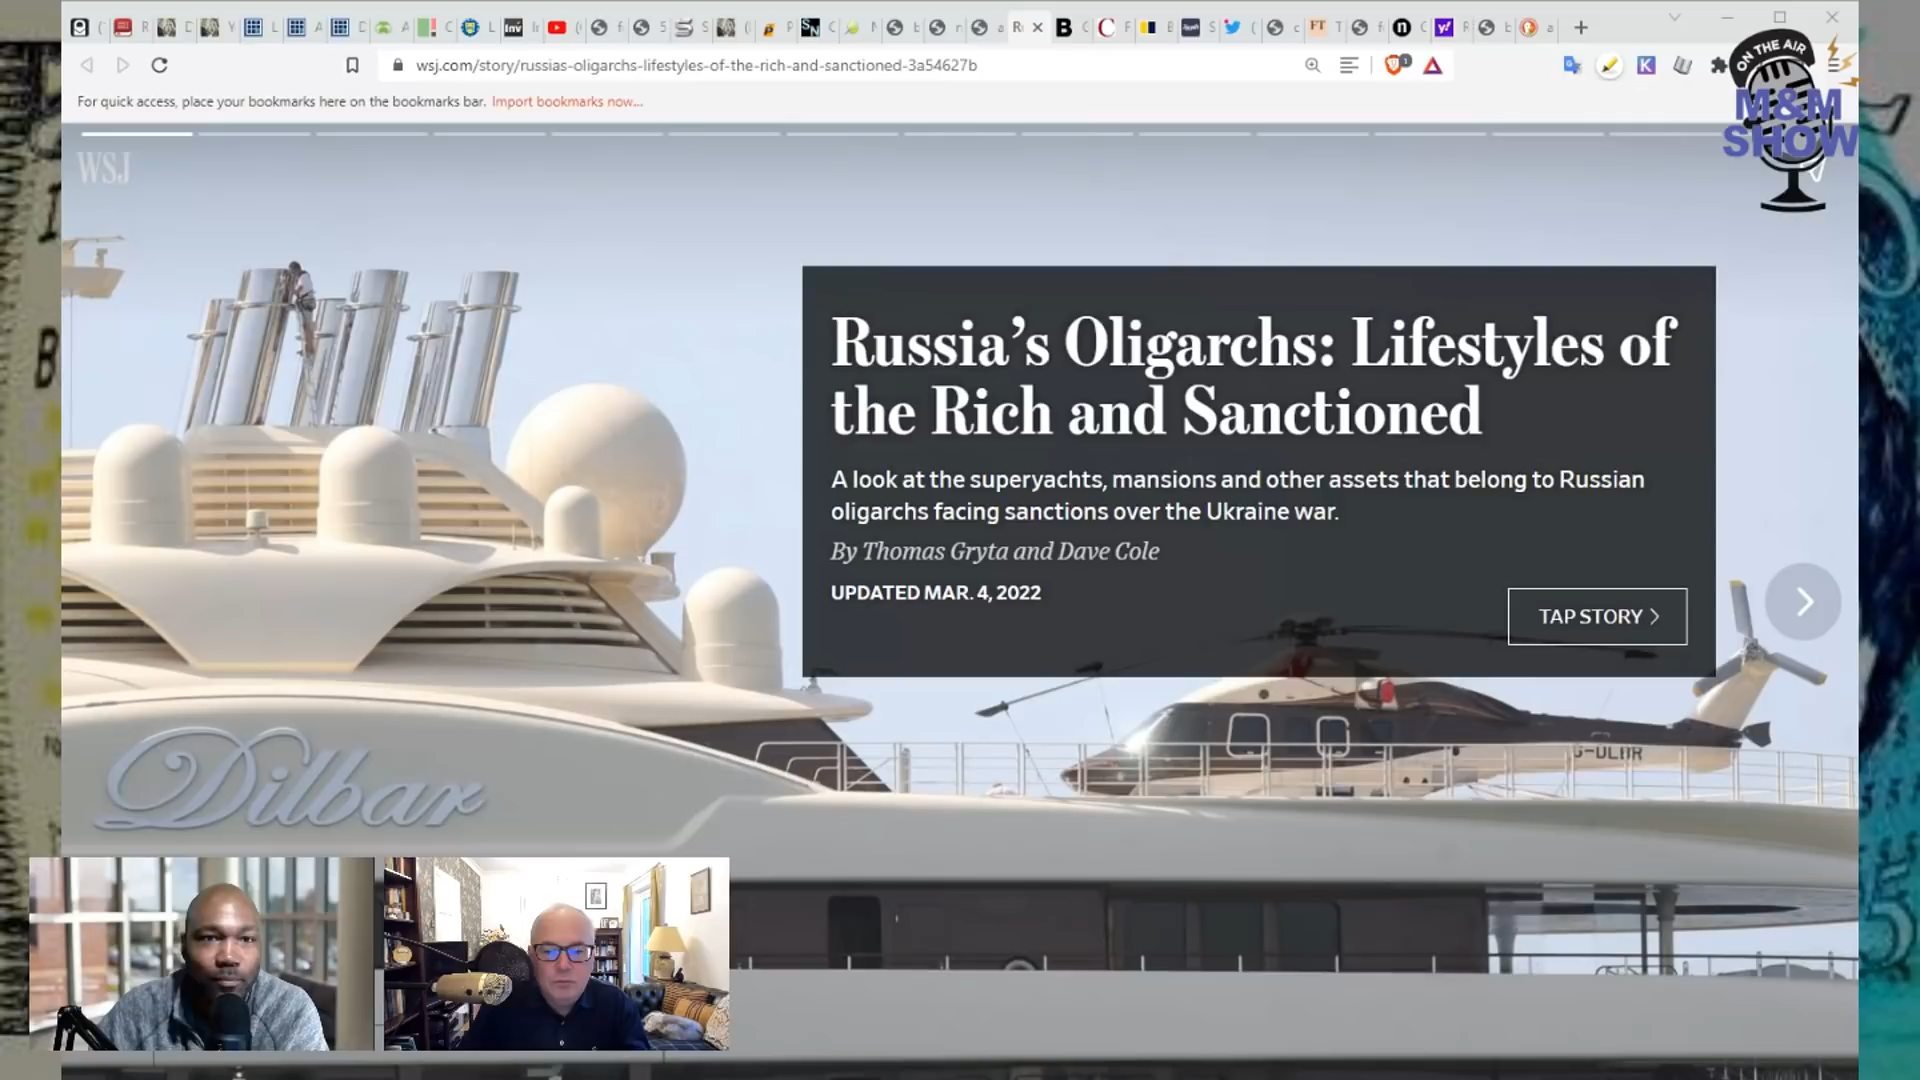 wsj.com/story/russias-oligarchs-lifestyles-of-the-rich-and-sanctioned-3a54627b
For quick access, place your bookmarks here on the bookmarks bar. Import bookmarks now...
ON THE AIR
M&M
SHOW
WSJ
Russia's Oligarchs: Lifestyles of
the Rich and Sanctioned
A look at the superyachts, mansions and other assets that belong to Russian
oligarchs facing sanctions over the Ukraine war.
By Thomas Gryta and Dave Cole
UPDATED MAR. 4, 2022
TAP STORY
Dilbar